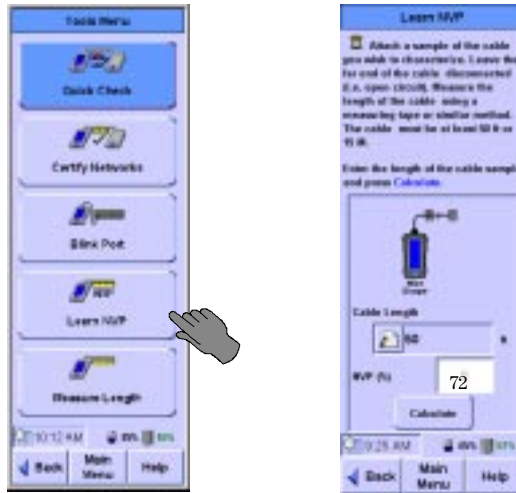 Tools Menu
Quick Check
Certify Networks
Blink Port
Learn NVP
Measure Length
10:12 AM
Back
Main
Menu
Help
Learn NVP
Attach a sample of the cable
you wish to characterize. Leave the
far end of the cable disconnected
(i.e. open circuit). Measure the
length of the cable using a
measuring tape or similar method.
The cable must be at least 50 ft or
15 M.
Enter the length of the cable sample
and press Calculate.
Cable Length
NVP (%)
72
Calculate
Back
Main
Menu
Help